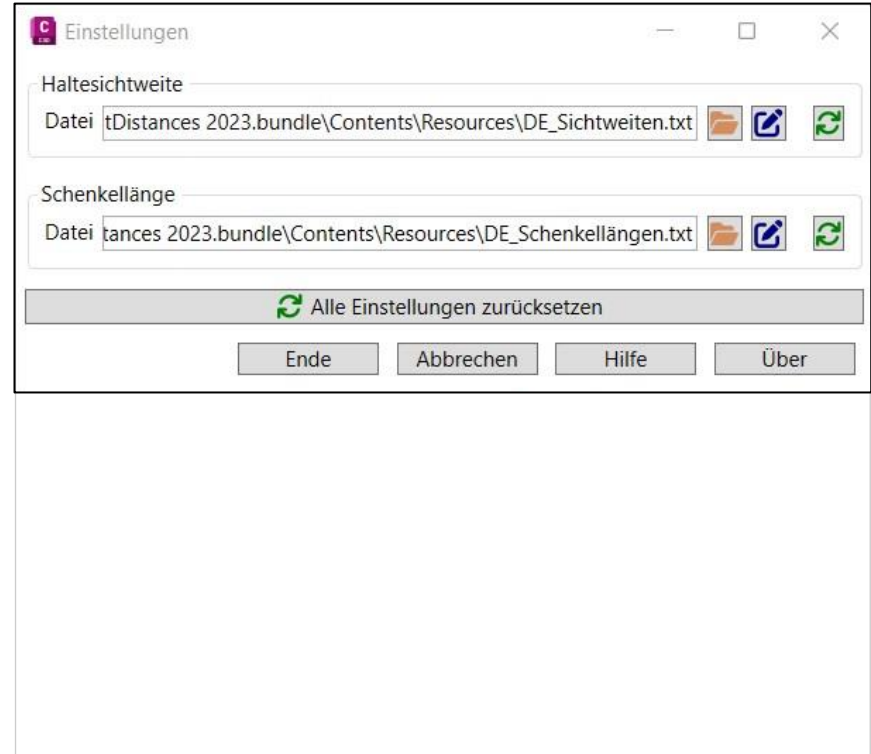 Einstellungen
Haltesichtweite
Datei tDistances 2023.bundle\Contents\Resources\DE_Sichtweiten.txt
Schenkellänge
Datei tances 2023.bundle\Contents\Resources\DE_Schenkellängen.txt
Alle Einstellungen zurücksetzen
Ende Abbrechen Hilfe Über